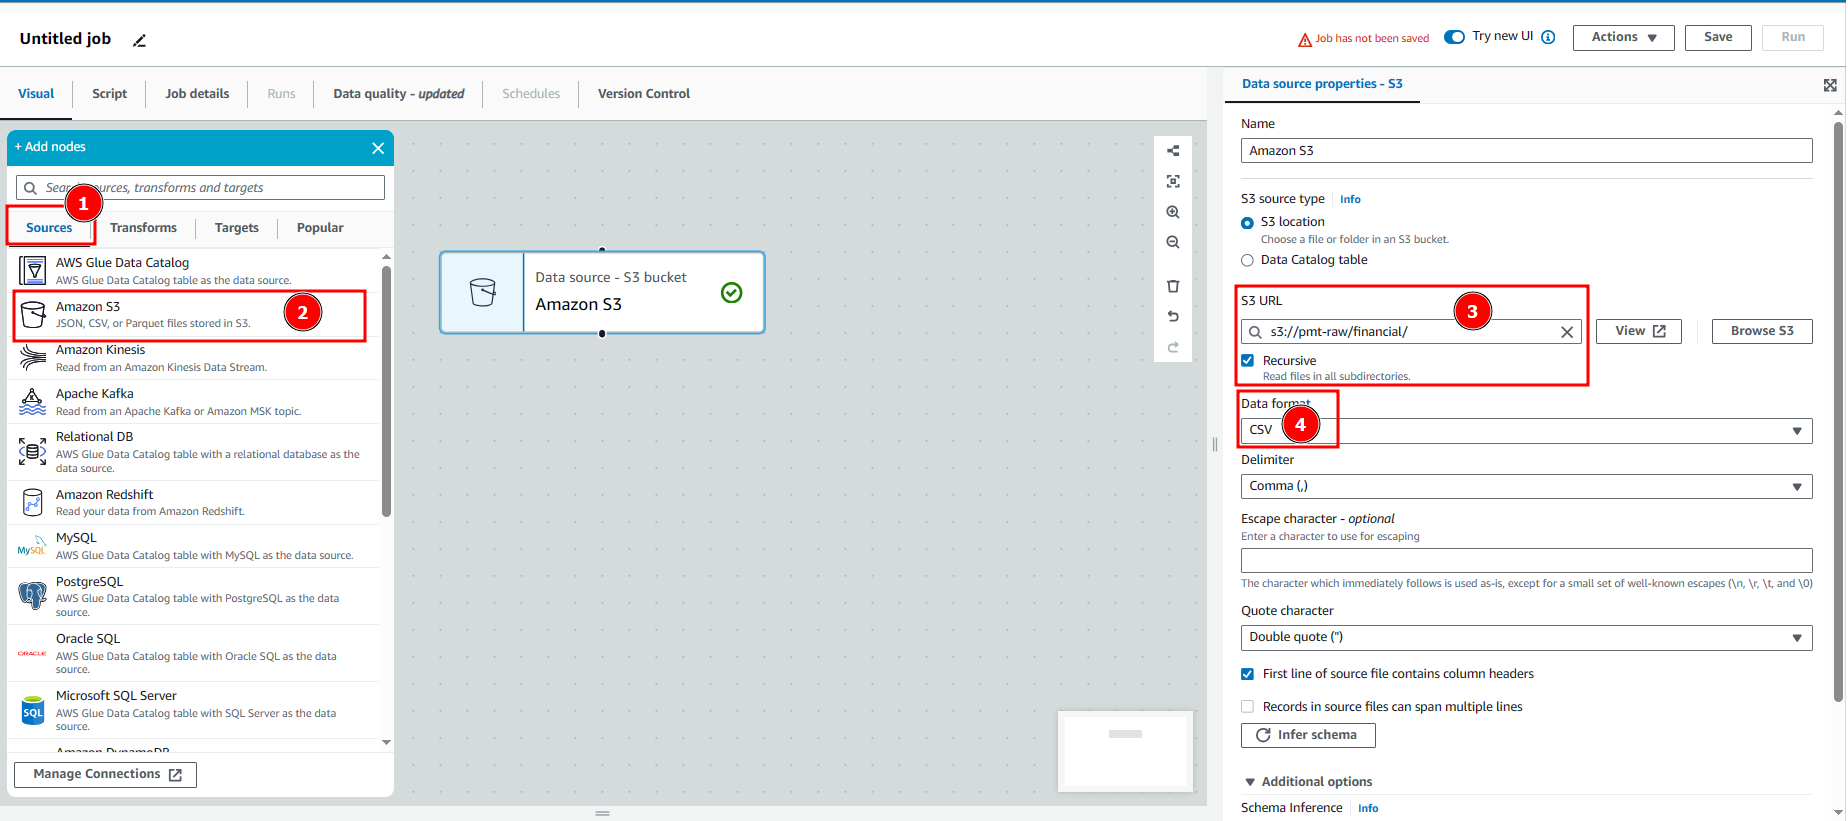 Untitled job
Job has not been saved
Try new UI
Actions
Save
Run
Visual
Script
Job details
Runs
Data quality - updated
Schedules
Version Control
+ Add nodes
Search sources, transforms and targets
1
Sources
Transforms
Targets
Popular
AWS Glue Data Catalog
AWS Glue Data Catalog table as the data source.
Amazon S3
JSON, CSV, or Parquet files stored in S3.
2
Amazon Kinesis
Read from an Amazon Kinesis Data Stream.
Apache Kafka
Read from an Apache Kafka or Amazon MSK topic.
Relational DB
AWS Glue Data Catalog table with a relational database as the
data source.
Amazon Redshift
Read your data from Amazon Redshift.
MySQL
MySQL
AWS Glue Data Catalog table with MySQL as the data source.
PostgreSQL
AWS Glue Data Catalog table with PostgreSQL as the data
source.
ORACLE
Oracle SQL
AWS Glue Data Catalog table with Oracle SQL as the data
source.
SQL
Microsoft SQL Server
AWS Glue Data Catalog table with SQL Server as the data
source.
Amazon DynamoDB
Manage Connections
Data source - S3 bucket
Amazon S3
Data source properties - S3
Name
Amazon S3
S3 source type
Info
S3 location
Choose a file or folder in an S3 bucket.
Data Catalog table
S3 URL
3
s3://pmt-raw/financial/
View
Browse S3
Recursive
Read files in all subdirectories.
Data format
CSV
4
Delimiter
Comma (,)
Escape character - optional
Enter a character to use for escaping
The character which immediately follows is used as-is, except for a small set of well-known escapes (\n, \r, \t, and \0)
Quote character
Double quote (")
First line of source file contains column headers
Records in source files can span multiple lines
Infer schema
Additional options
Schema Inference
Info